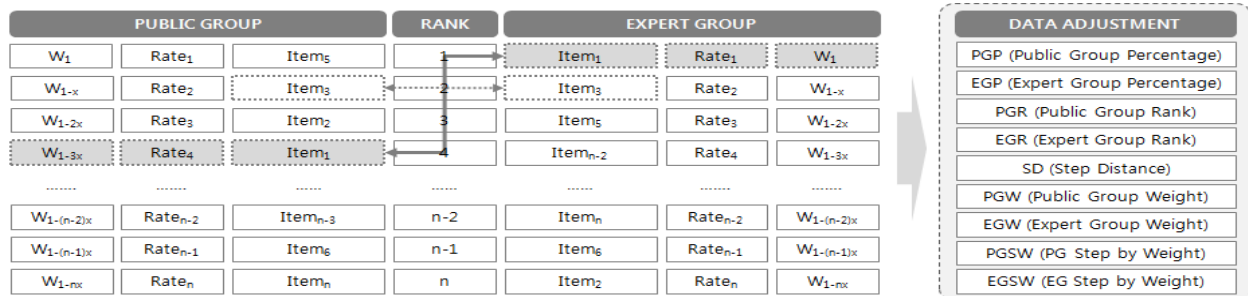 PUBLIC GROUP RANK EXPERT GROUP DATA ADJUSTMENT
W₁ Rate₁ Item₅ 1 Item₁ Rate₁ W₁ PGP (Public Group Percentage)
W₁₋ₓ Rate₂ Item₃ 2 Item₃ Rate₂ W₁₋ₓ EGP (Expert Group Percentage)
W₁₋₂ₓ Rate₃ Item₂ 3 Item₅ Rate₃ W₁₋₂ₓ PGR (Public Group Rank)
W₁₋₃ₓ Rate₄ Item₁ 4 Itemₙ₋₂ Rate₄ W₁₋₃ₓ EGR (Expert Group Rank)
SD (Step Distance)
....... ....... ...... ...... ...... ...... ......
W₁₋₍ₙ₋₂₎ₓ Rateₙ₋₂ Itemₙ₋₃ n-2 Itemₙ Rateₙ₋₂ W₁₋₍ₙ₋₂₎ₓ PGW (Public Group Weight)
EGW (Expert Group Weight)
W₁₋₍ₙ₋₁₎ₓ Rateₙ₋₁ Item₆ n-1 Item₆ Rateₙ₋₁ W₁₋₍ₙ₋₁₎ₓ PGSW (PG Step by Weight)
W₁₋ₙₓ Rateₙ Itemₙ n Item₂ Rateₙ W₁₋ₙₓ EGSW (EG Step by Weight)